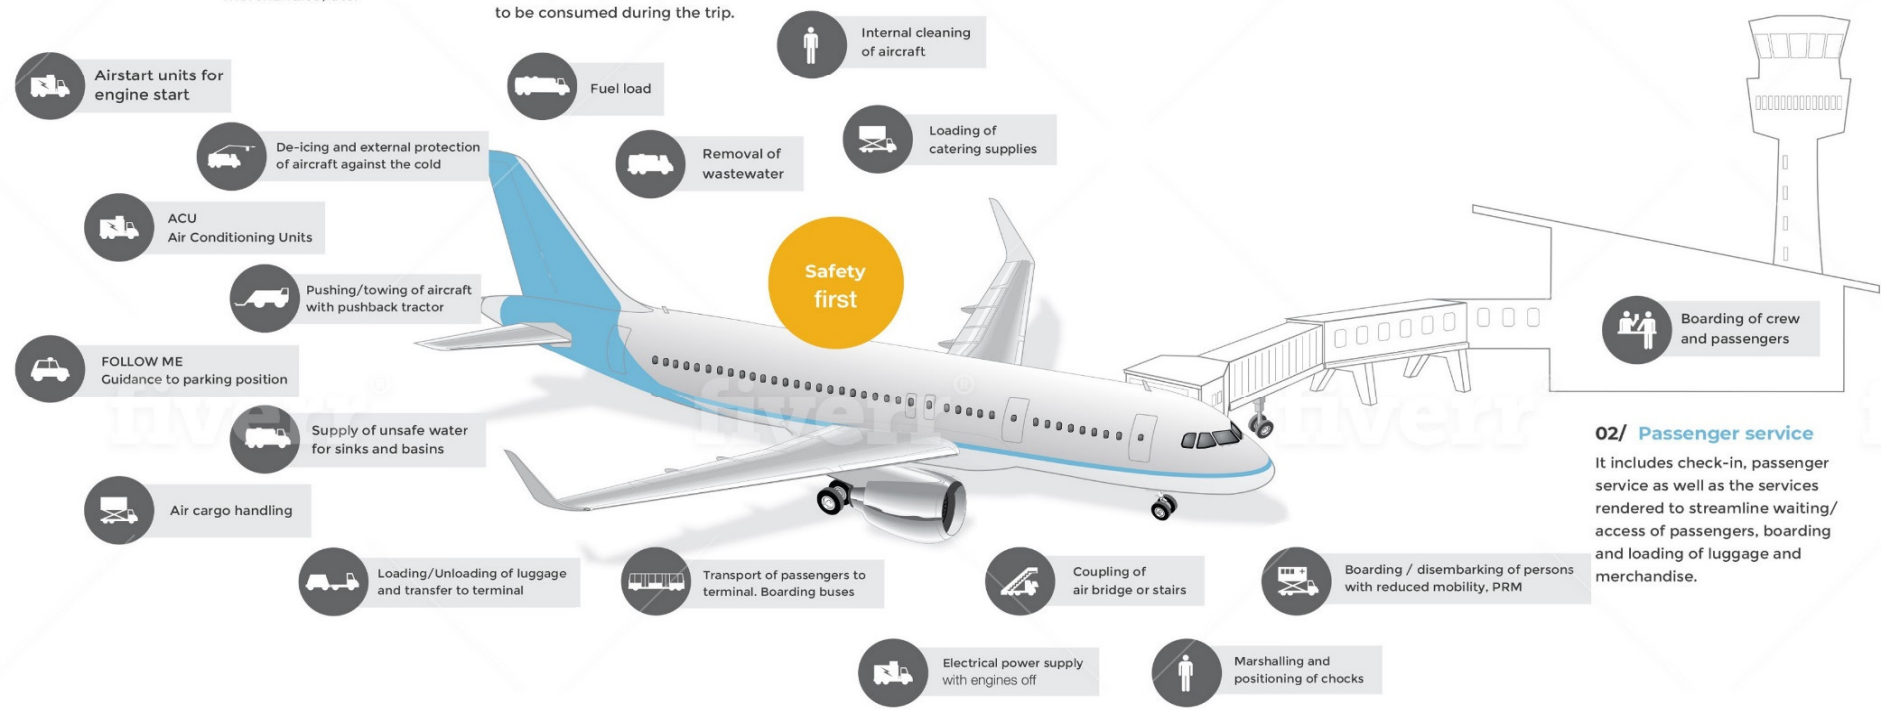 to be consumed during the trip.
Internal cleaning
of aircraft
Airstart units for
engine start
Fuel load
De-icing and external protection
of aircraft against the cold
Removal of
wastewater
Loading of
catering supplies
ACU
Air Conditioning Units
Safety
first
Pushing/towing of aircraft
with pushback tractor
Boarding of crew
and passengers
FOLLOW ME
Guidance to parking position
fiverr®
fiverr®
fiverr
Supply of unsafe water
for sinks and basins
02/ Passenger service
It includes check-in, passenger
service as well as the services
rendered to streamline waiting/
access of passengers, boarding
and loading of luggage and
merchandise.
Air cargo handling
Loading/Unloading of luggage
and transfer to terminal
Transport of passengers to
terminal. Boarding buses
Coupling of
air bridge or stairs
Boarding / disembarking of persons
with reduced mobility, PRM
Electrical power supply
with engines off
Marshalling and
positioning of chocks